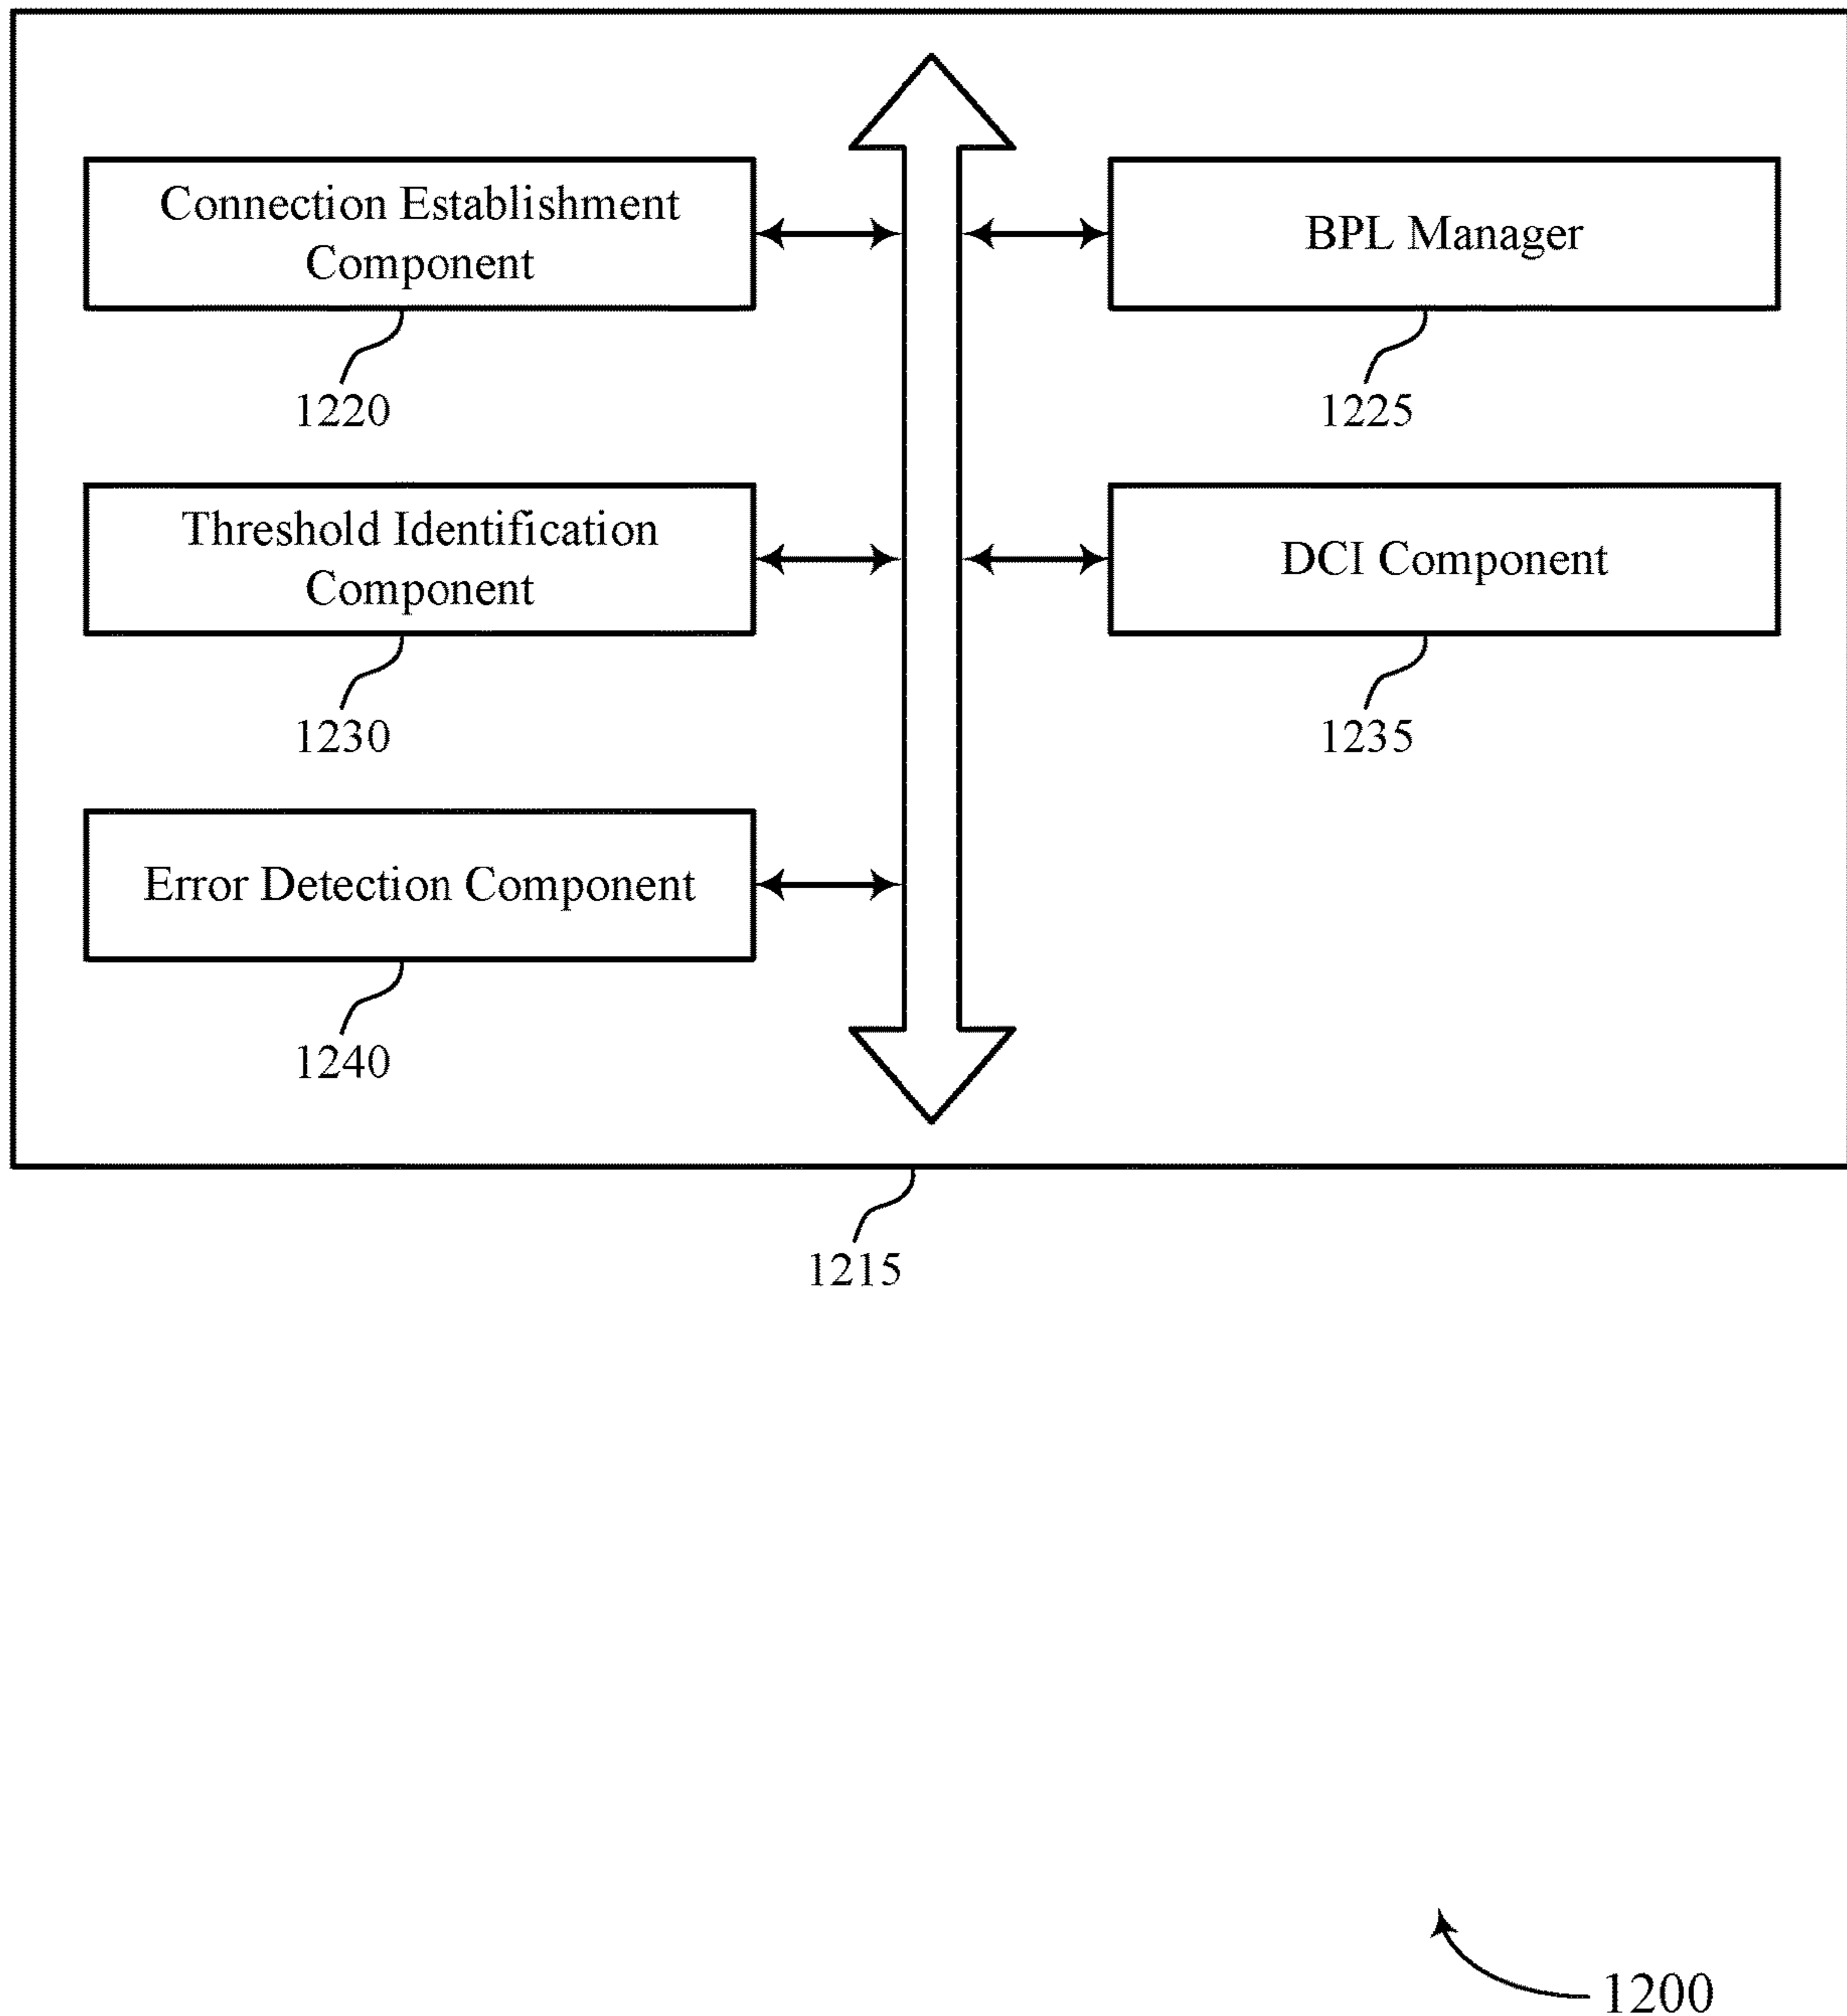 Connection Establishment
Component
1220
BPL Manager
1225
Threshold Identification
Component
1230
DCI Component
1235
Error Detection Component
1240
1215
1200